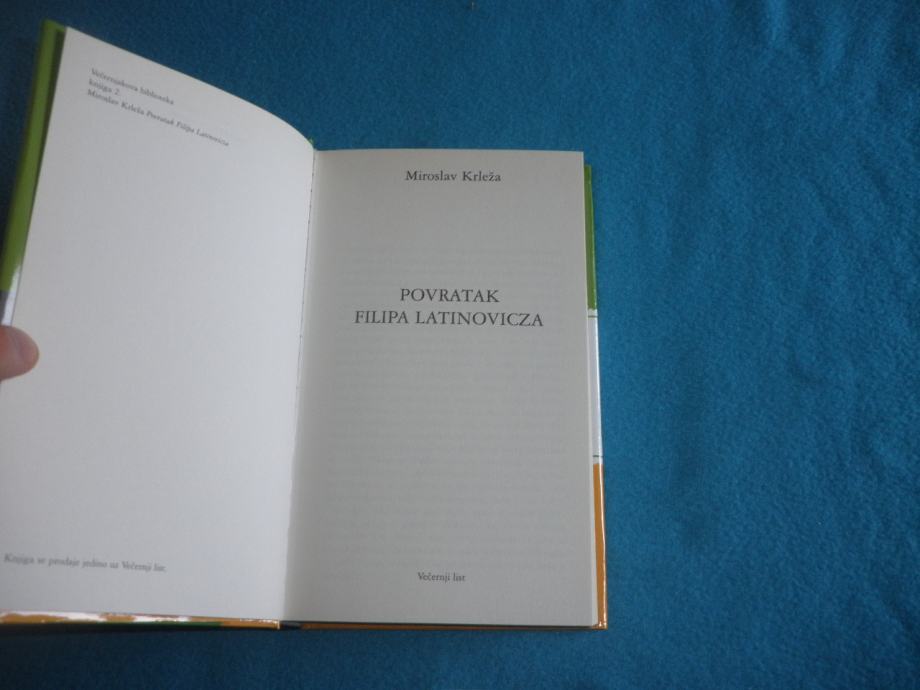 Večernjakova biblioteka
knjiga 2.
Miroslav Krleža Povratak Filipa Latinovicza
Knjiga se prodaje jedino uz Večernji list.
Miroslav Krleža
POVRATAK
FILIPA LATINOVICZA
Večernji list